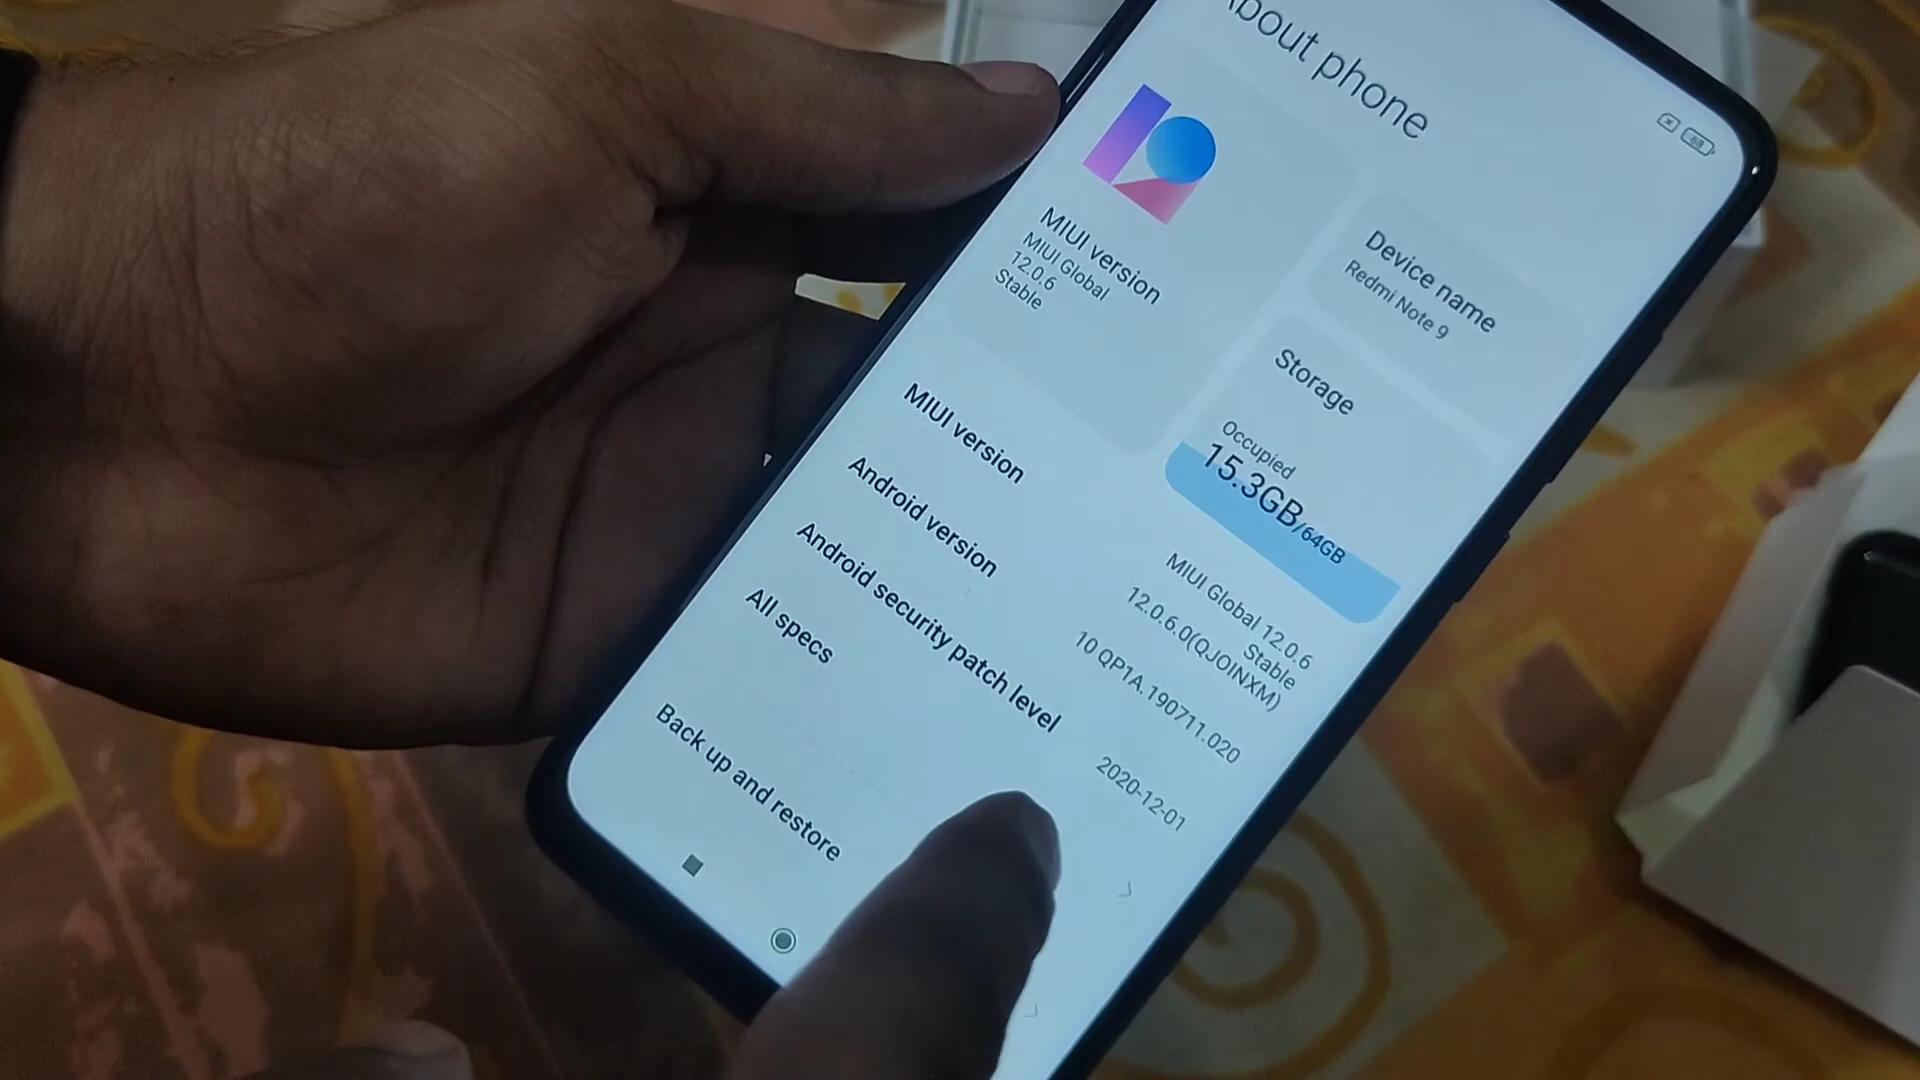 About phone
MIUI version
MIUI Global
12.0.6
Stable
Device name
Redmi Note 9
Storage
Occupied
15.3GB/64GB
MIUI version
MIUI Global 12.0.6
Stable
12.0.6.0(QJOINXM)
Android version
10 QP1A.190711.020
Android security patch level
2020-12-01
All specs
Back up and restore